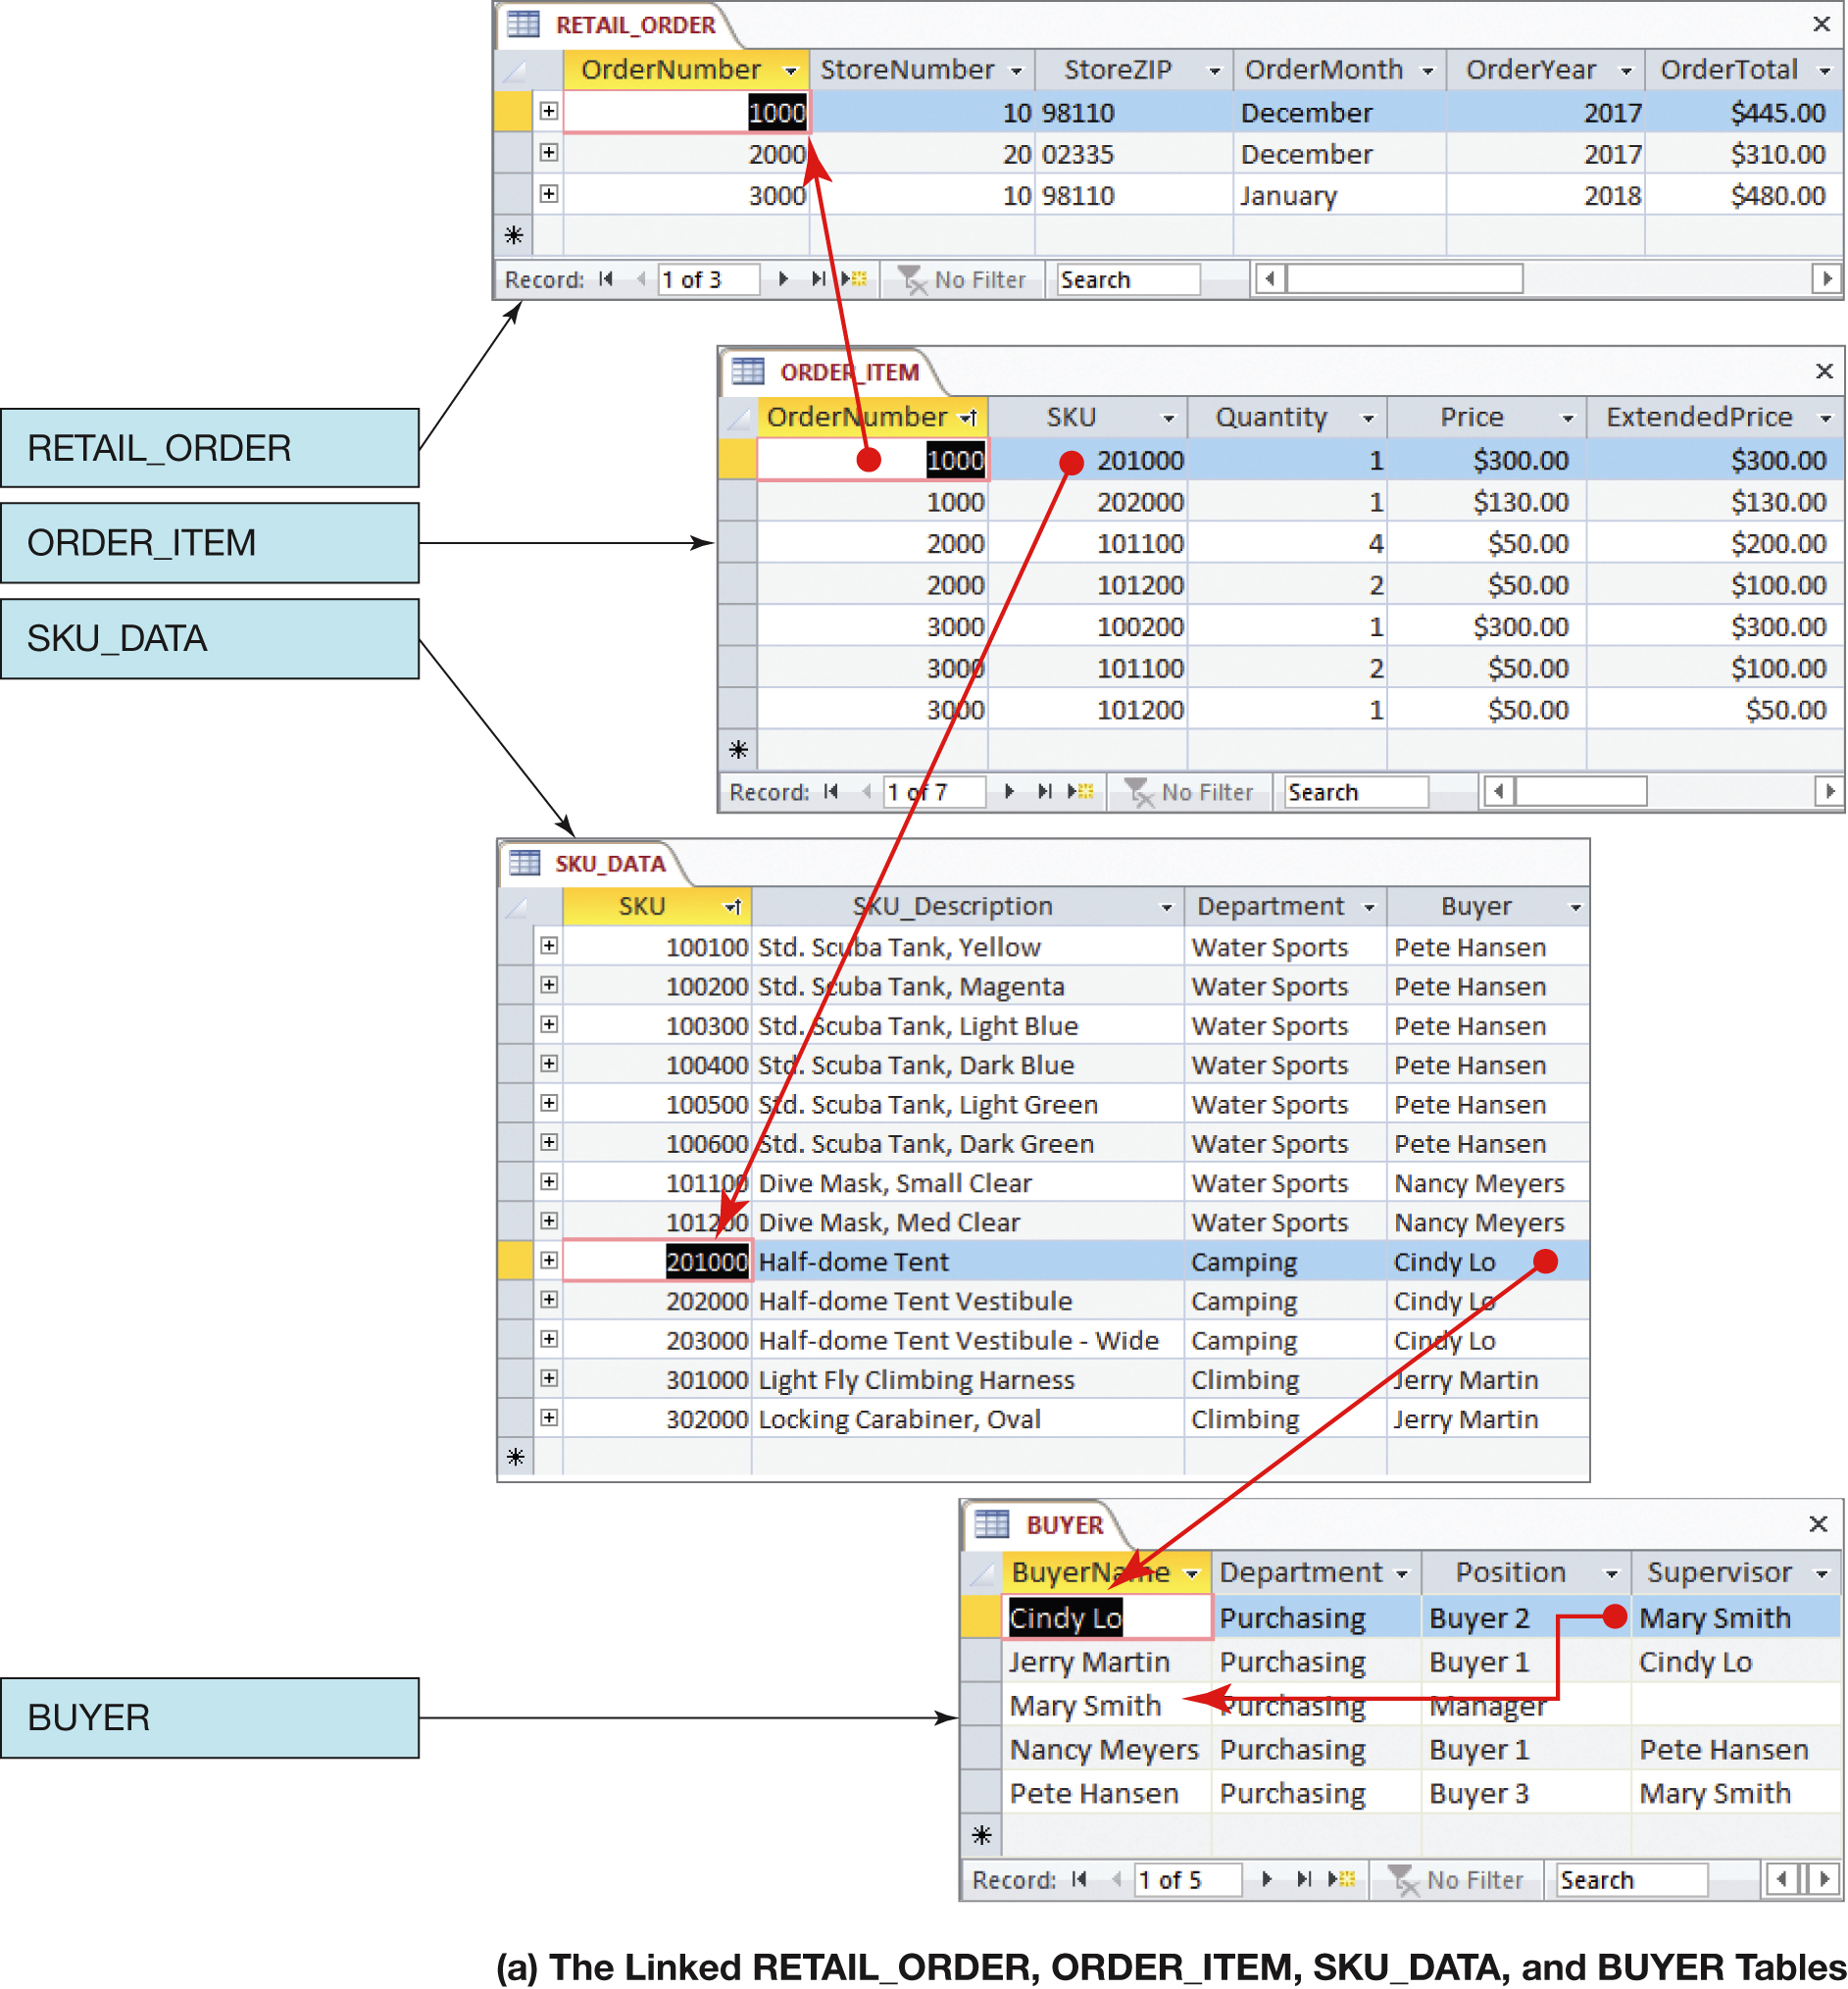 RETAIL_ORDER
OrderNumber StoreNumber StoreZIP OrderMonth OrderYear OrderTotal
1000 10 98110 December 2017 $445.00
2000 20 02335 December 2017 $310.00
3000 10 98110 January 2018 $480.00
Record: 1 of 3 No Filter Search
RETAIL_ORDER
ORDER_ITEM
SKU_DATA
ORDER_ITEM
OrderNumber SKU Quantity Price ExtendedPrice
1000 201000 1 $300.00 $300.00
1000 202000 1 $130.00 $130.00
2000 101100 4 $50.00 $200.00
2000 101200 2 $50.00 $100.00
3000 100200 1 $300.00 $300.00
3000 101100 2 $50.00 $100.00
3000 101200 1 $50.00 $50.00
Record: 1 of 7 No Filter Search
SKU_DATA
SKU SKU_Description Department Buyer
100100 Std. Scuba Tank, Yellow Water Sports Pete Hansen
100200 Std. Scuba Tank, Magenta Water Sports Pete Hansen
100300 Std. Scuba Tank, Light Blue Water Sports Pete Hansen
100400 Std. Scuba Tank, Dark Blue Water Sports Pete Hansen
100500 Std. Scuba Tank, Light Green Water Sports Pete Hansen
100600 Std. Scuba Tank, Dark Green Water Sports Pete Hansen
101100 Dive Mask, Small Clear Water Sports Nancy Meyers
101200 Dive Mask, Med Clear Water Sports Nancy Meyers
201000 Half-dome Tent Camping Cindy Lo
202000 Half-dome Tent Vestibule Camping Cindy Lo
203000 Half-dome Tent Vestibule - Wide Camping Cindy Lo
301000 Light Fly Climbing Harness Climbing Jerry Martin
302000 Locking Carabiner, Oval Climbing Jerry Martin
BUYER
BUYER
BuyerName Department Position Supervisor
Cindy Lo Purchasing Buyer 2 Mary Smith
Jerry Martin Purchasing Buyer 1 Cindy Lo
Mary Smith Purchasing Manager
Nancy Meyers Purchasing Buyer 1 Pete Hansen
Pete Hansen Purchasing Buyer 3 Mary Smith
Record: 1 of 5 No Filter Search
(a) The Linked RETAIL_ORDER, ORDER_ITEM, SKU_DATA, and BUYER Tables